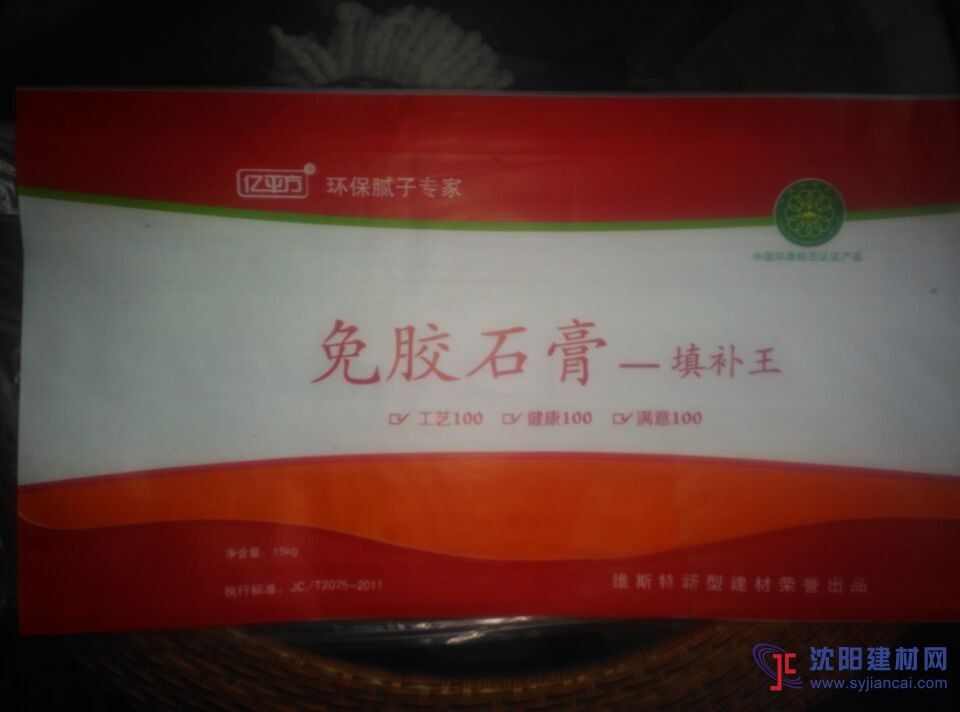 亿平方 环保腻子专家
中国环境标志认证产品
免胶石膏—填补王
工艺100 健康100 满意100
净含量：15kg
执行标准：JC/T2075-2011
维斯特新型建材荣誉出品
沈阳建材网
www.syjiancai.com